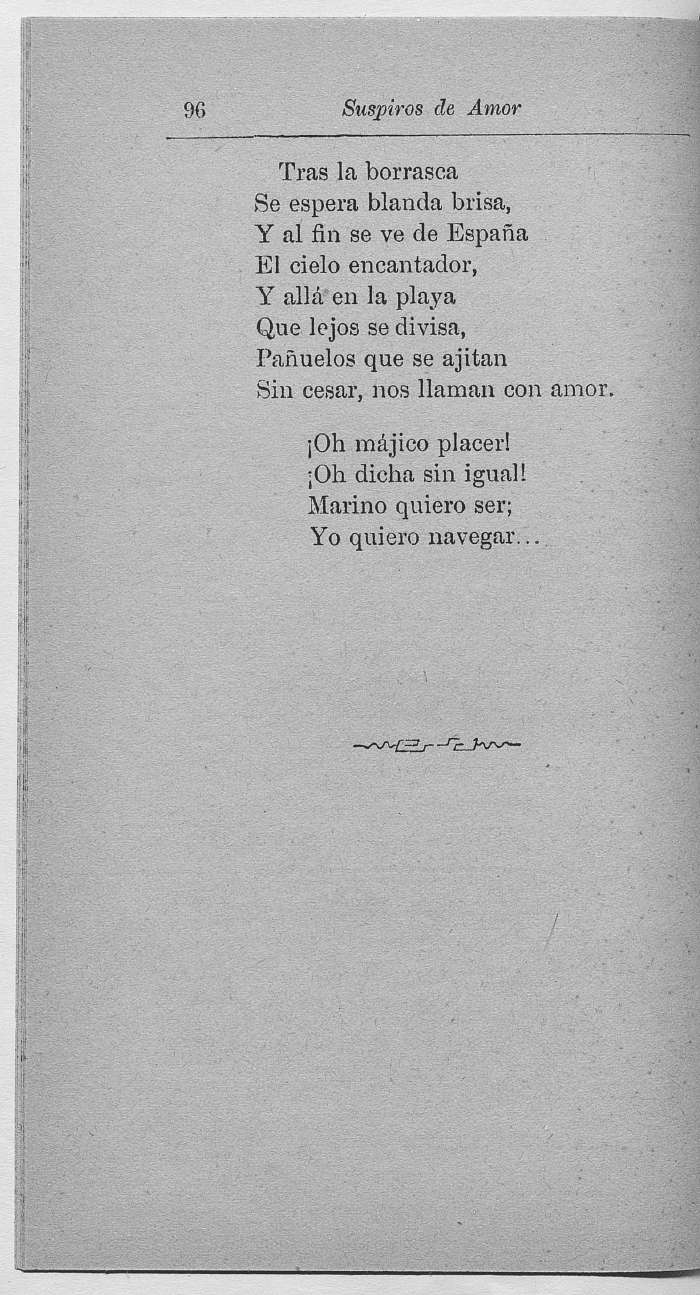 96 Suspiros de Amor
Tras la borrasca
Se espera blanda brisa,
Y al fin se ve de España
El cielo encantador,
Y allá en la playa
Que lejos se divisa,
Pañuelos que se ajitan
Sin cesar, nos llaman con amor.
¡Oh májico placer!
¡Oh dicha sin igual!
Marino quiero ser;
Yo quiero navegar...